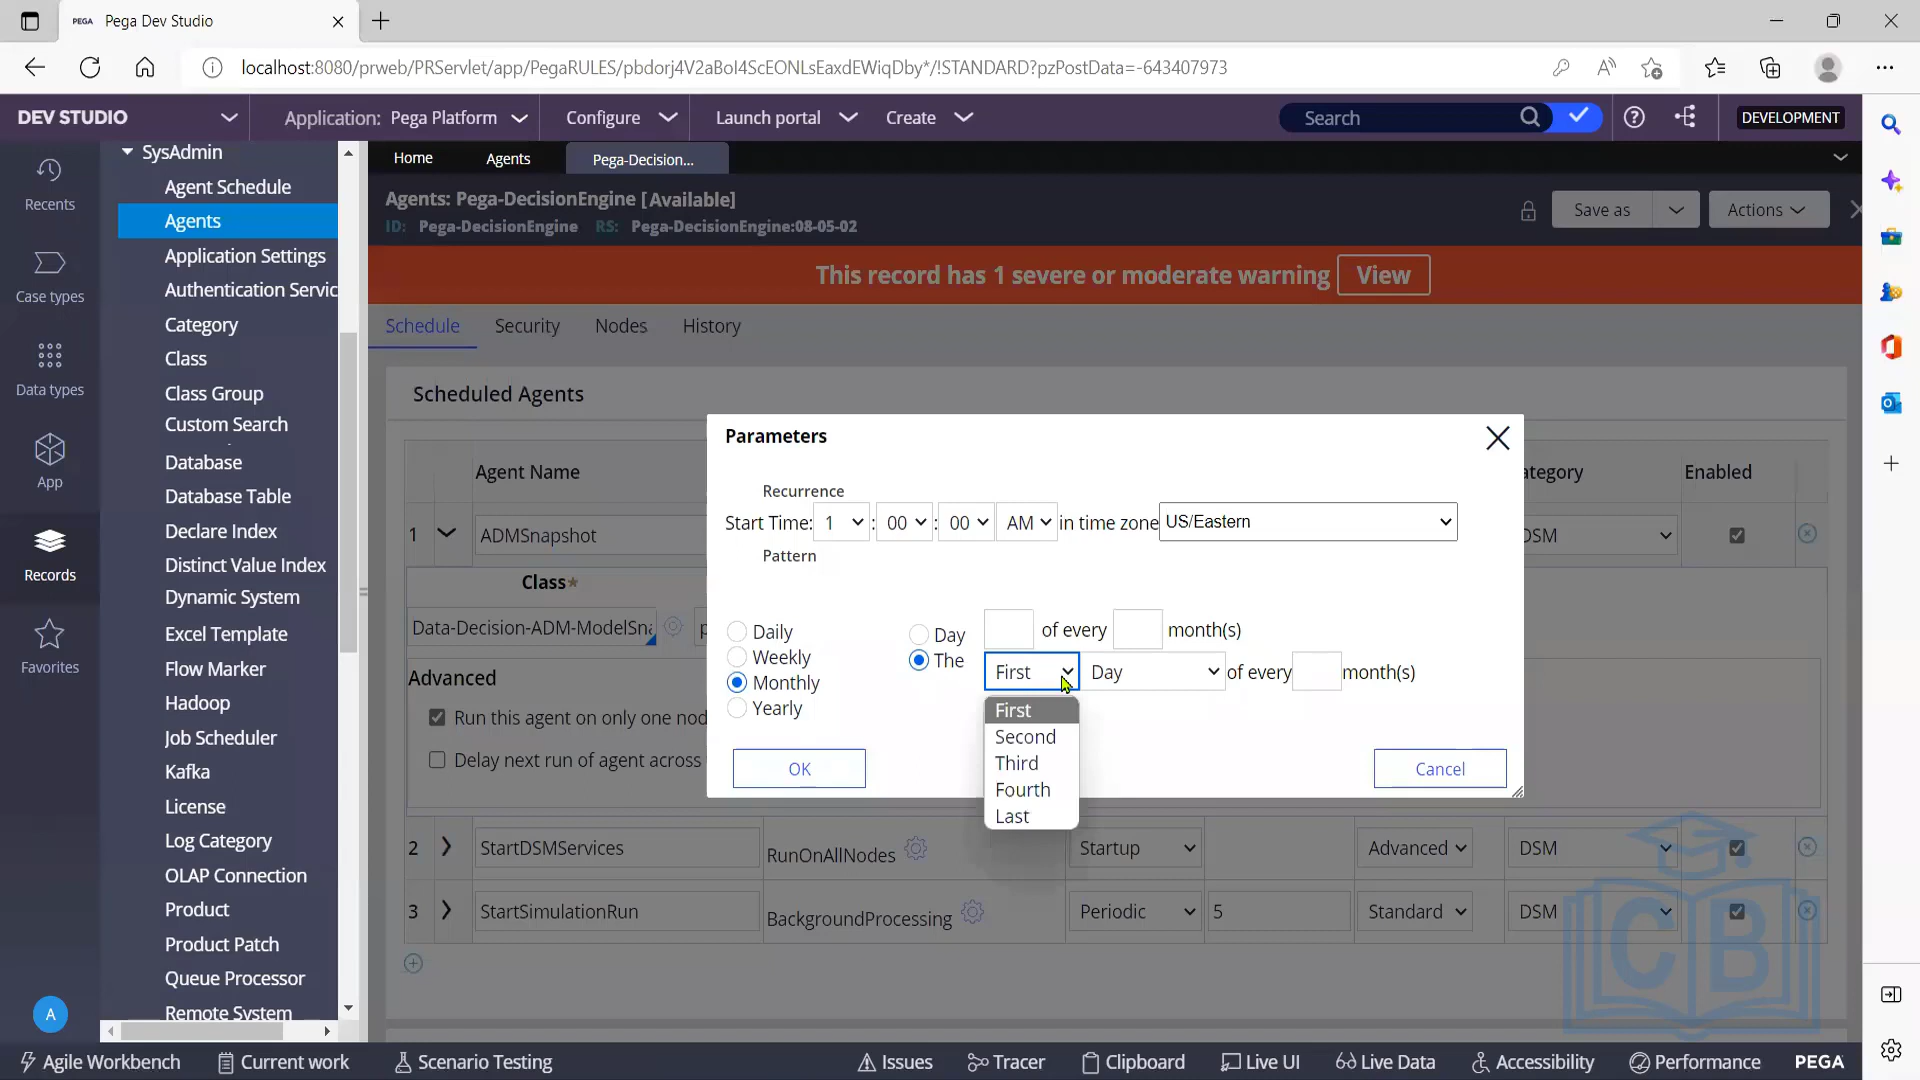 PEGA Pega Dev Studio
localhost:8080/prweb/PRServlet/app/PegaRULES/pbdorj4V2aBoI4ScEONLsEaxdEWiqDby*/!STANDARD?pzPostData=-643407973
DEV STUDIO
Application: Pega Platform
Configure
Launch portal
Create
Search
DEVELOPMENT
Recents
Case types
Data types
App
Records
Favorites
A
SysAdmin
Agent Schedule
Agents
Application Settings
Authentication Servic
Category
Class
Class Group
Custom Search
Database
Database Table
Declare Index
Distinct Value Index
Dynamic System
Excel Template
Flow Marker
Hadoop
Job Scheduler
Kafka
License
Log Category
OLAP Connection
Product
Product Patch
Queue Processor
Remote System
Home
Agents
Pega-Decision...
Agents: Pega-DecisionEngine [Available]
ID: Pega-DecisionEngine RS: Pega-DecisionEngine:08-05-02
Save as
Actions
This record has 1 severe or moderate warning View
Schedule
Security
Nodes
History
Scheduled Agents
Agent Name
ategory
Enabled
1 ADMSnapshot
DSM
Class*
Data-Decision-ADM-ModelSna
p
Advanced
Run this agent on only one nod
Delay next run of agent across
Parameters
Recurrence
Start Time: 1 : 00 : 00 AM in time zone US/Eastern
Pattern
Daily
Weekly
Monthly
Yearly
Day of every month(s)
The First Day of every month(s)
First
Second
Third
Fourth
Last
OK
Cancel
2 StartDSMServices RunOnAllNodes Startup Advanced DSM
3 StartSimulationRun BackgroundProcessing Periodic 5 Standard DSM
CB
Agile Workbench
Current work
Scenario Testing
Issues
Tracer
Clipboard
Live UI
Live Data
Accessibility
Performance
PEGA